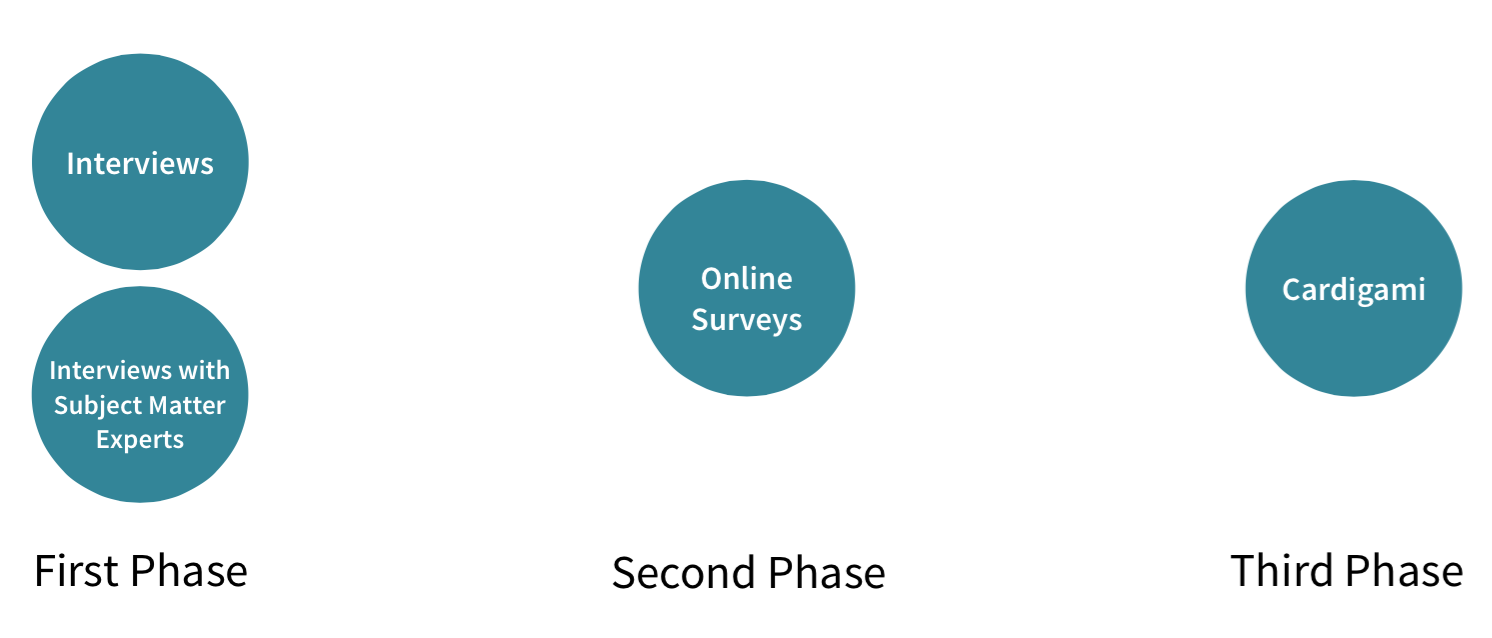 Interviews
Interviews with
Subject Matter
Experts
First Phase
Online
Surveys
Second Phase
Cardigami
Third Phase